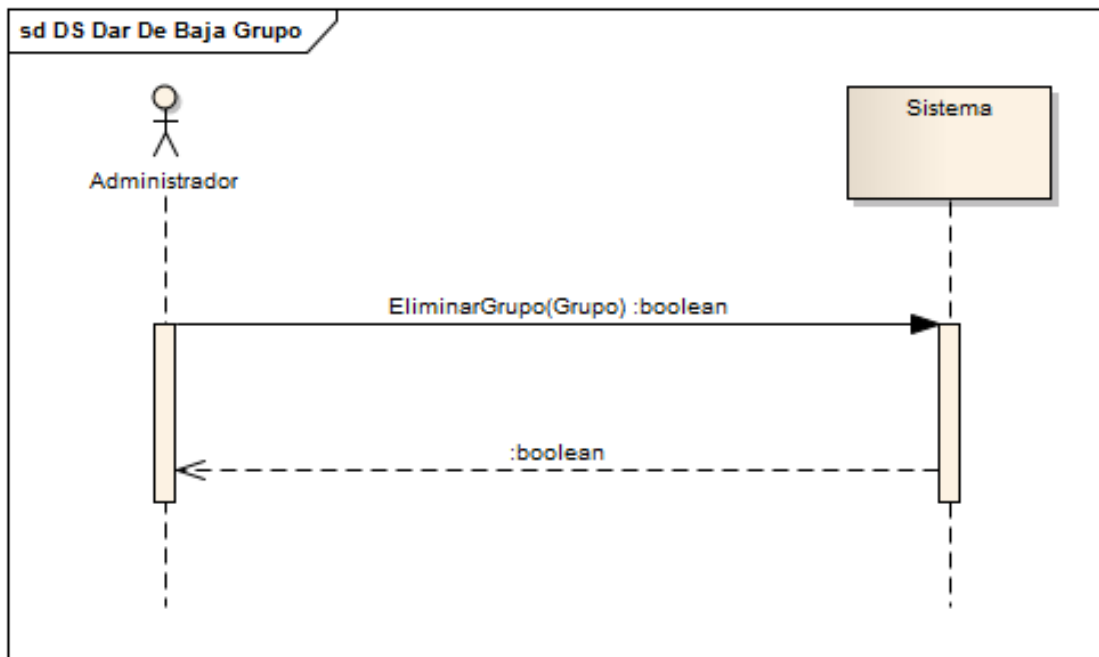 sd DS Dar De Baja Grupo
Administrador
Sistema
EliminarGrupo(Grupo) :boolean
:boolean